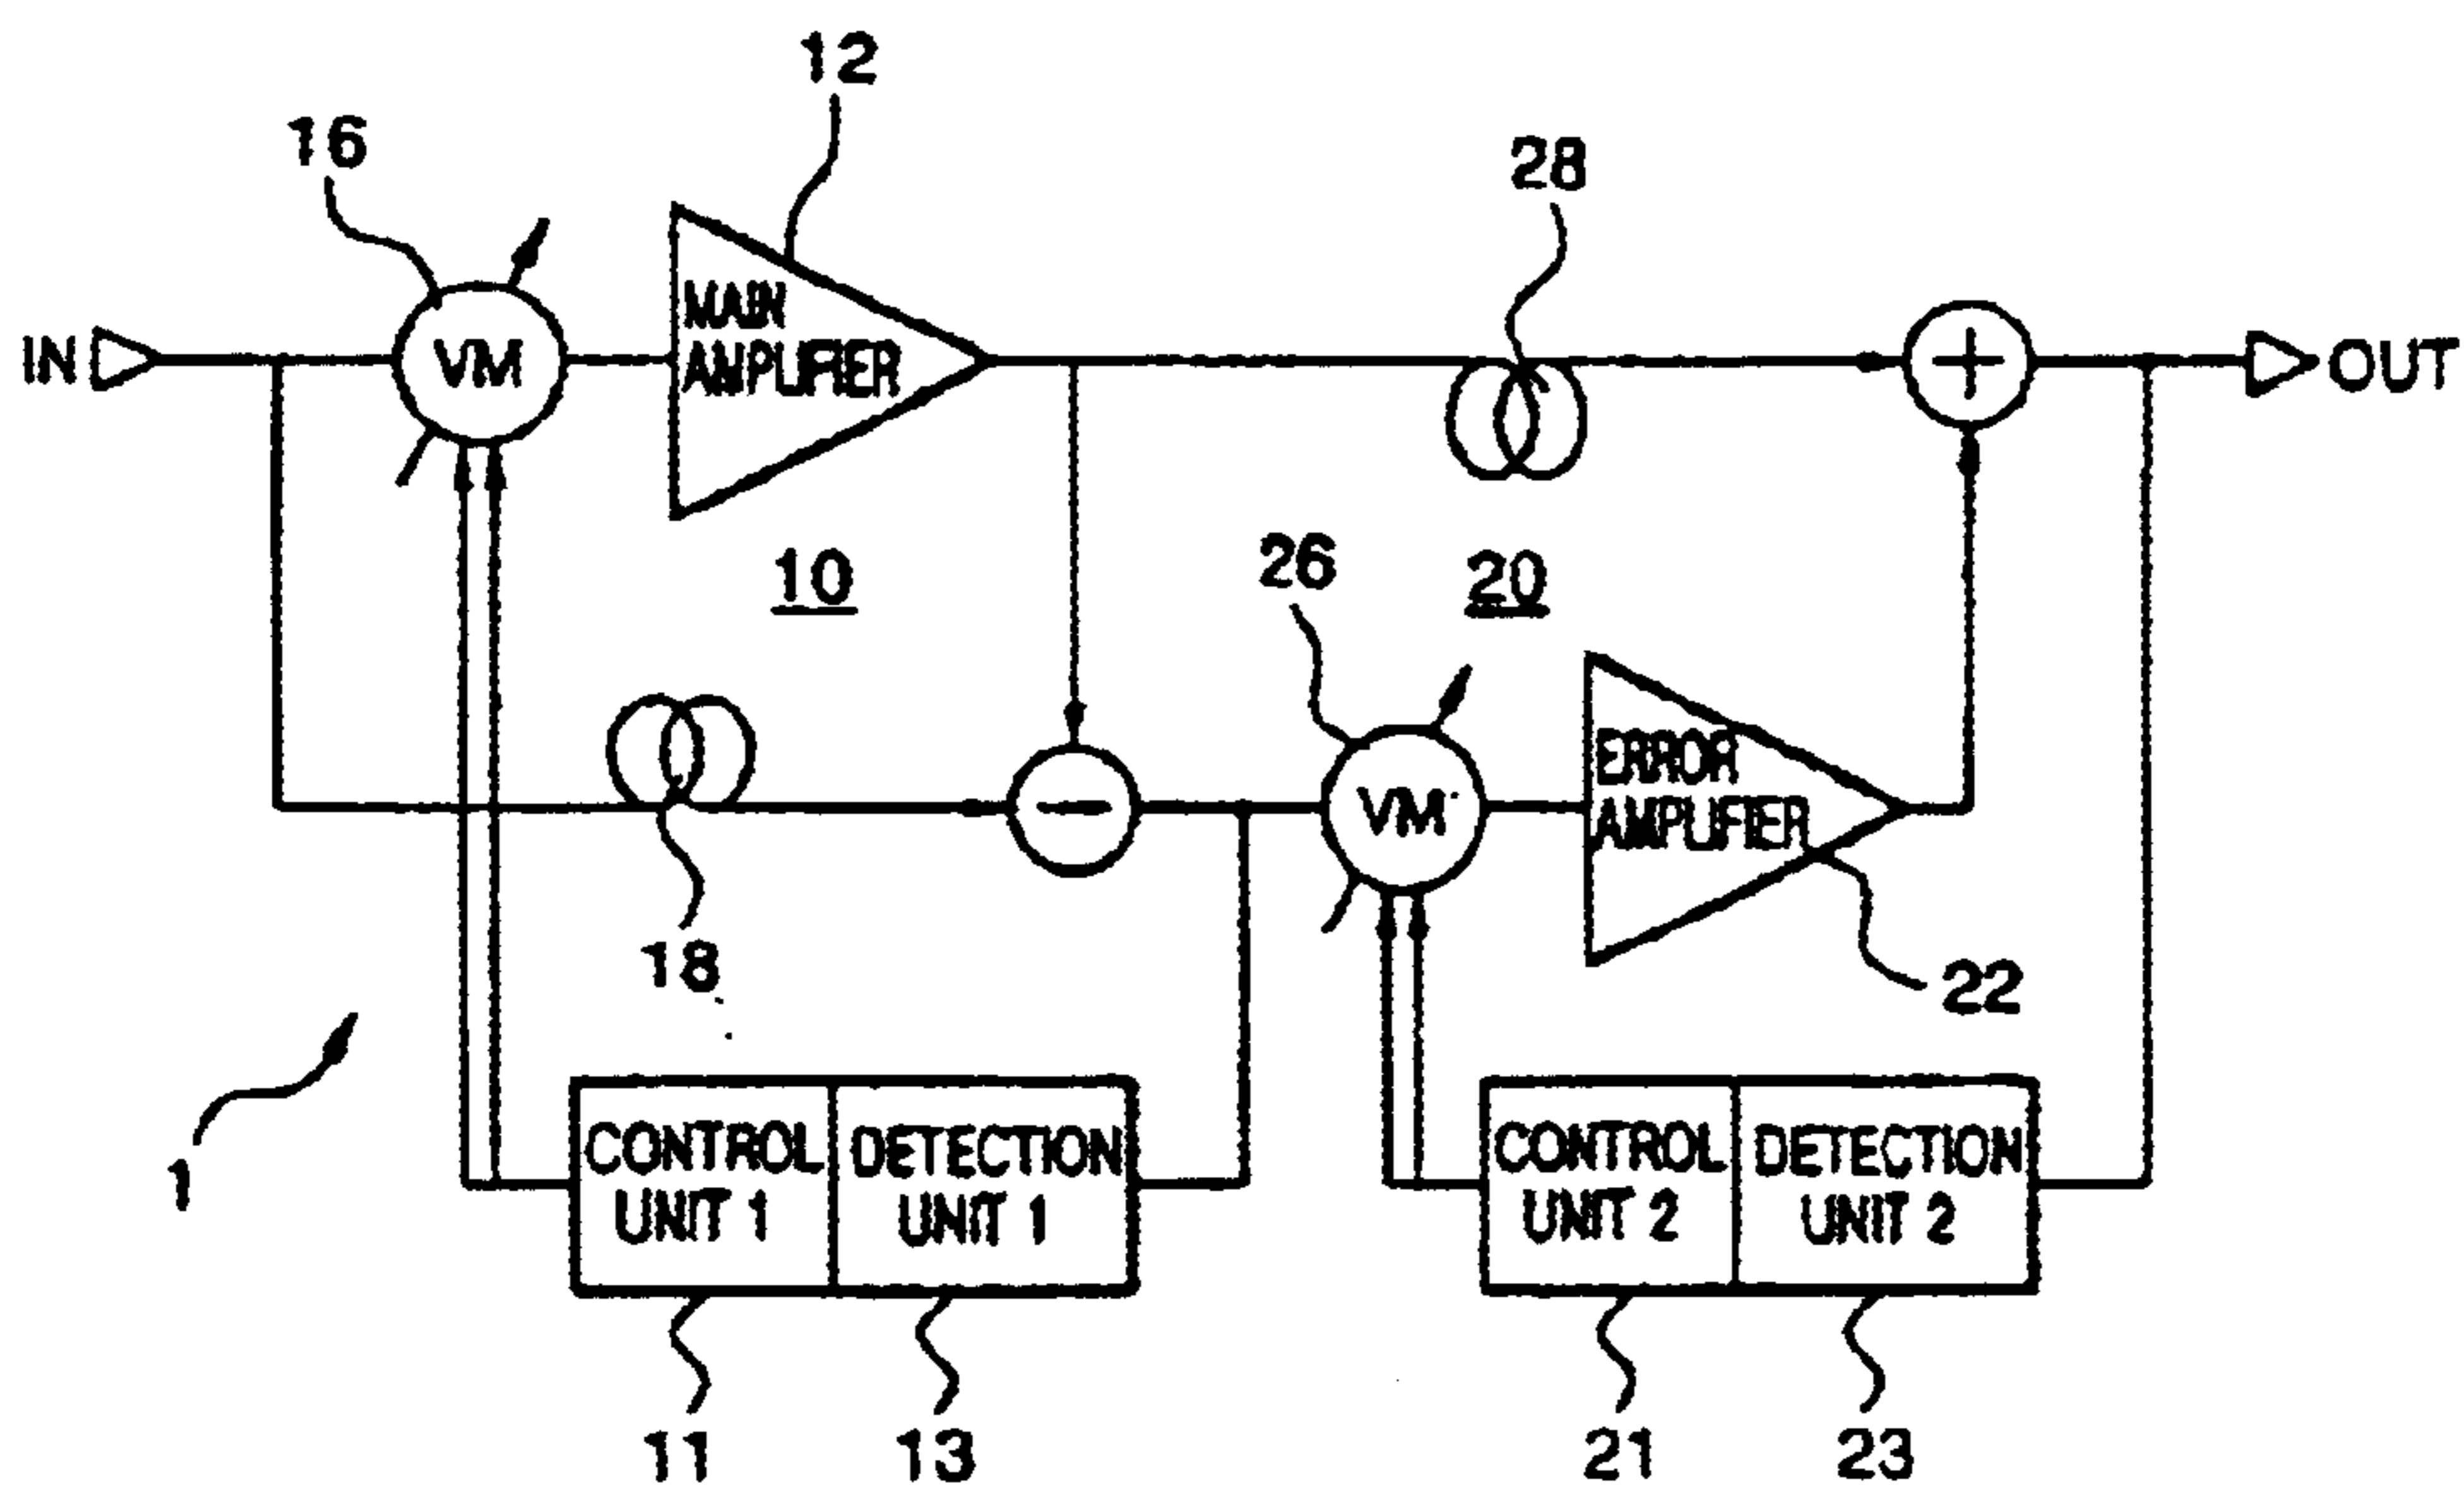 12
16
28
IN
VM
MAIN
AMPLIFIER
OUT
10
26
20
ERROR
AMPLIFIER
VM
18
22
1
CONTROL
UNIT 1
DETECTION
UNIT 1
CONTROL
UNIT 2
DETECTION
UNIT 2
11
13
21
23